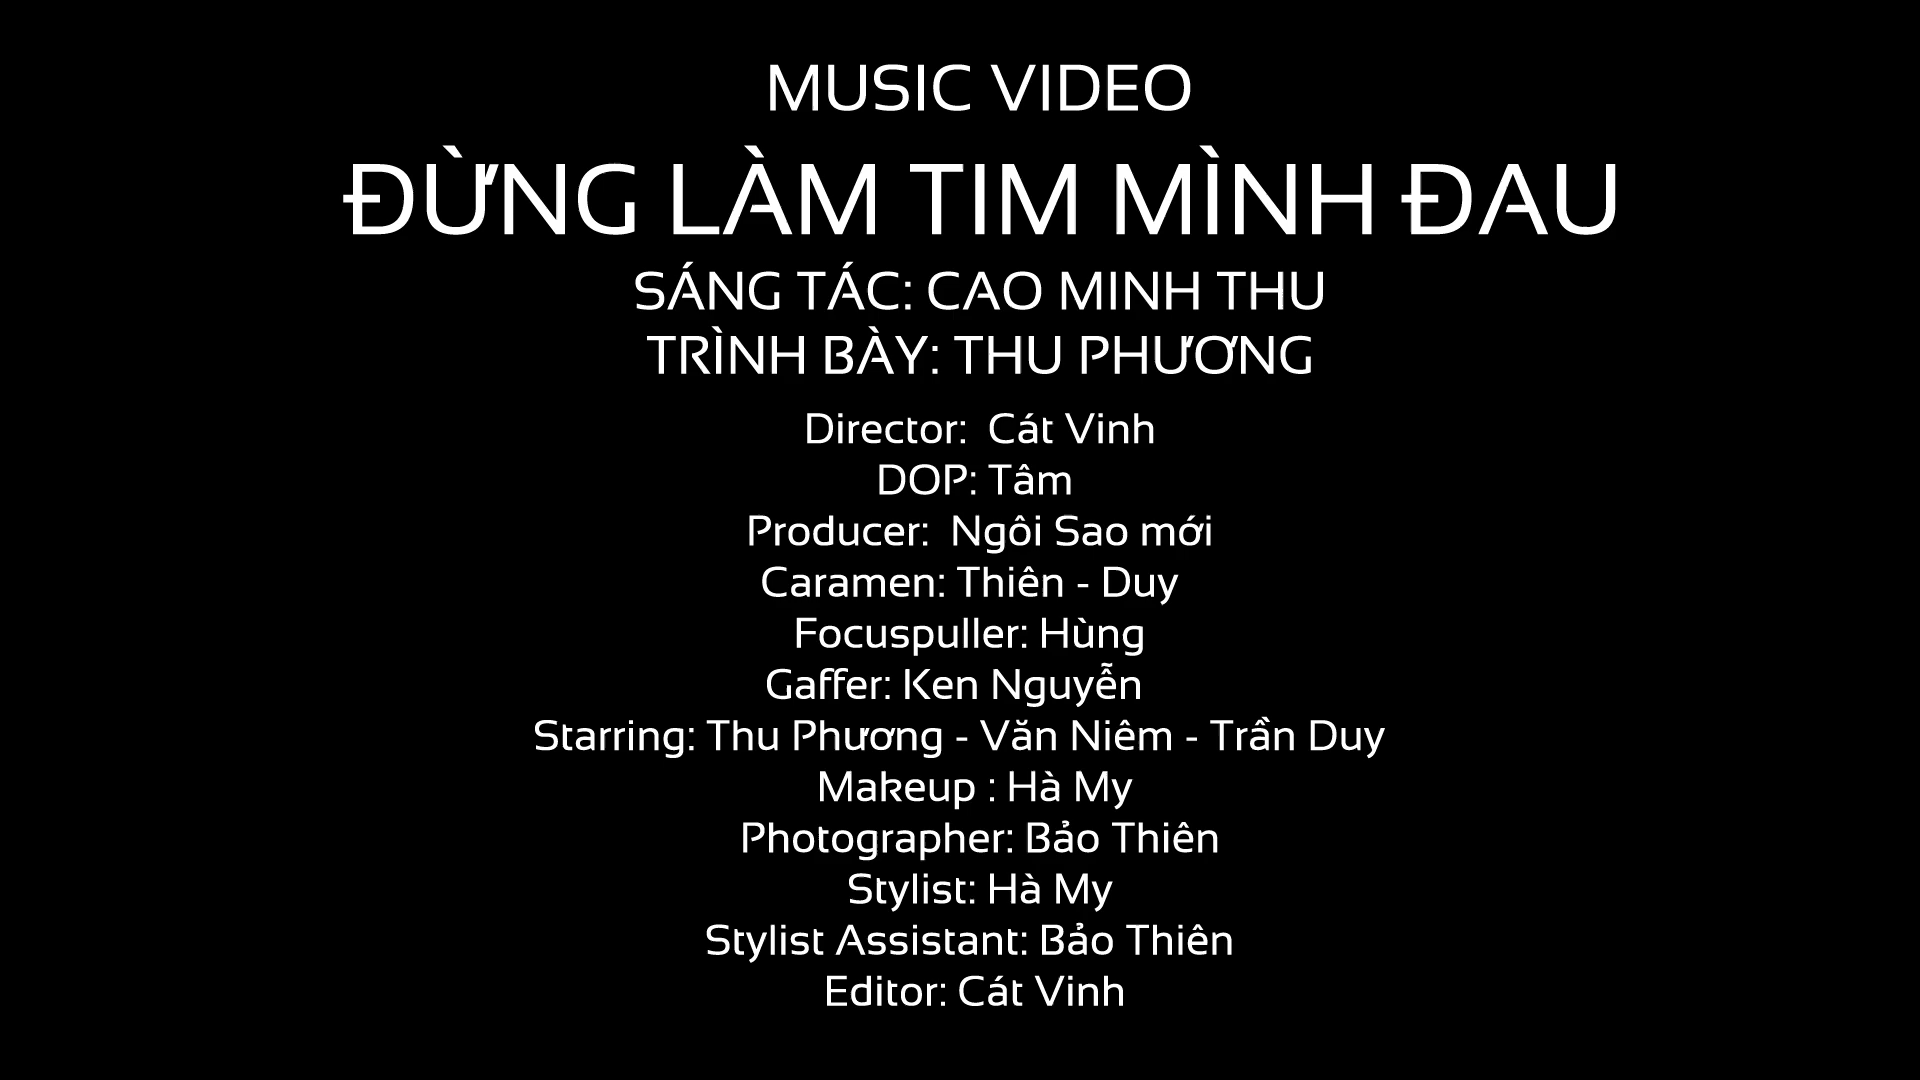 MUSIC VIDEO
ĐỪNG LÀM TIM MÌNH ĐAU
SÁNG TÁC: CAO MINH THU
TRÌNH BÀY: THU PHƯƠNG
Director:  Cát Vinh
DOP: Tâm
Producer:  Ngôi Sao mới
Caramen: Thiên - Duy
Focuspuller: Hùng
Gaffer: Ken Nguyễn
Starring: Thu Phương - Văn Niêm - Trần Duy
Makeup : Hà My
Photographer: Bảo Thiên
Stylist: Hà My
Stylist Assistant: Bảo Thiên
Editor: Cát Vinh